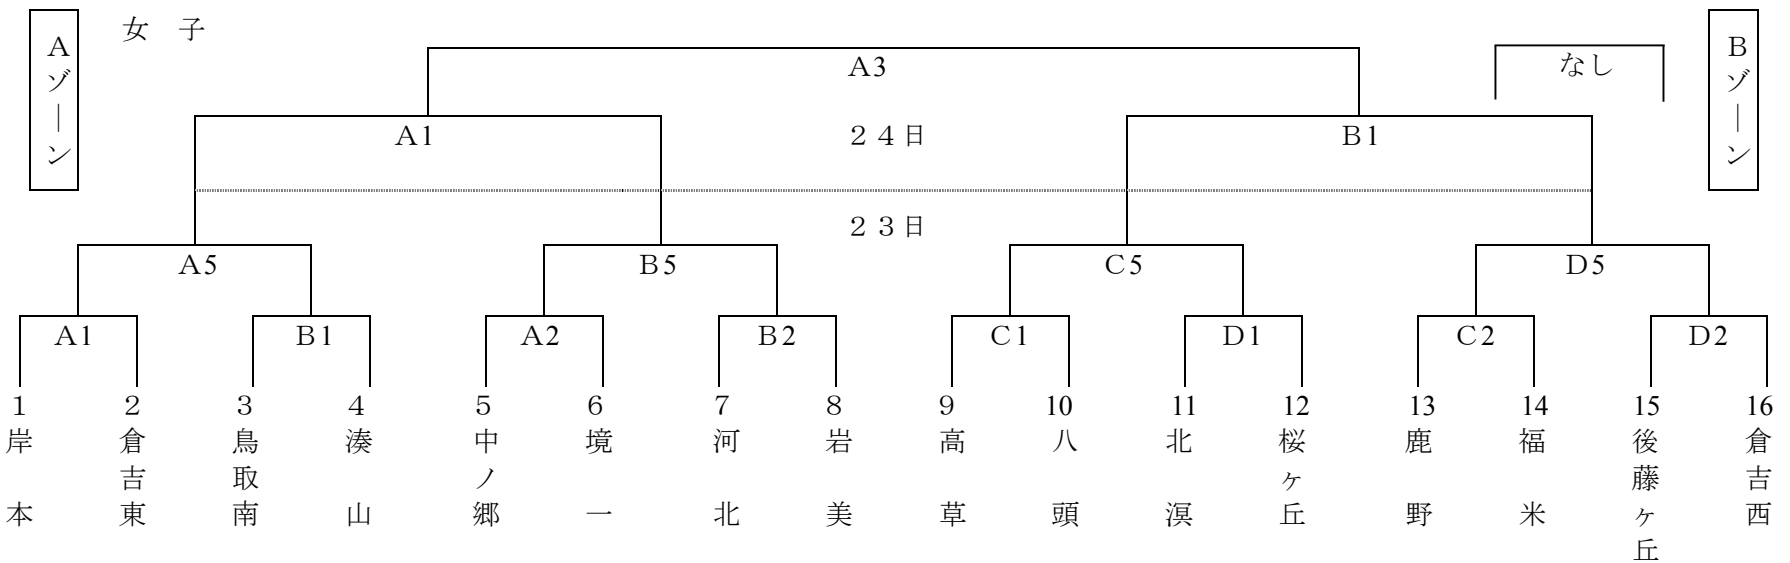 Aゾーン
女 子
Bゾーン
A3
なし
A1
24日
B1
23日
A5
B5
C5
D5
A1
B1
A2
B2
C1
D1
C2
D2
1 2 3 4 5 6 7 8 9 10 11 12 13 14 15 16
岸本
倉吉東
鳥取南
湊山
中ノ郷
境一
河北
岩美
高草
八頭
北溟
桜ヶ丘
鹿野
福米
後藤ヶ丘
倉吉西